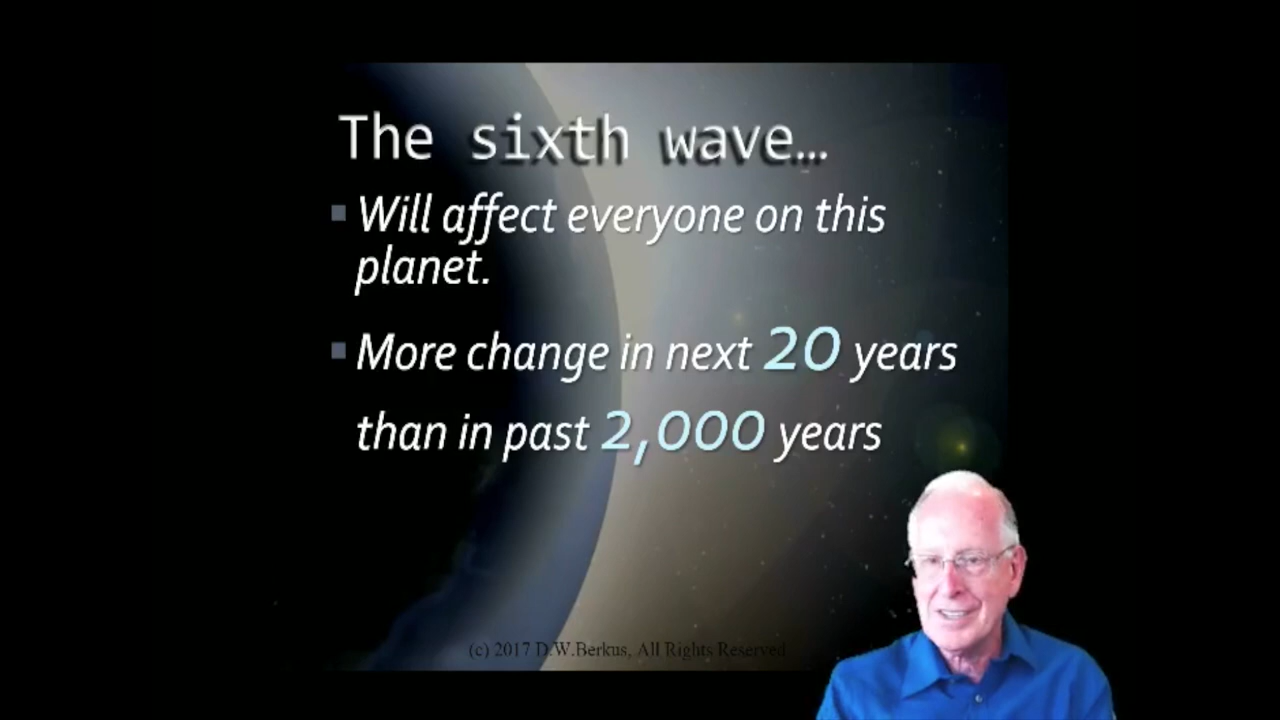 The sixth wave…
Will affect everyone on this
planet.
More change in next 20 years
than in past 2,000 years
(c) 2017 D.W.Berkus, All Rights Reserved